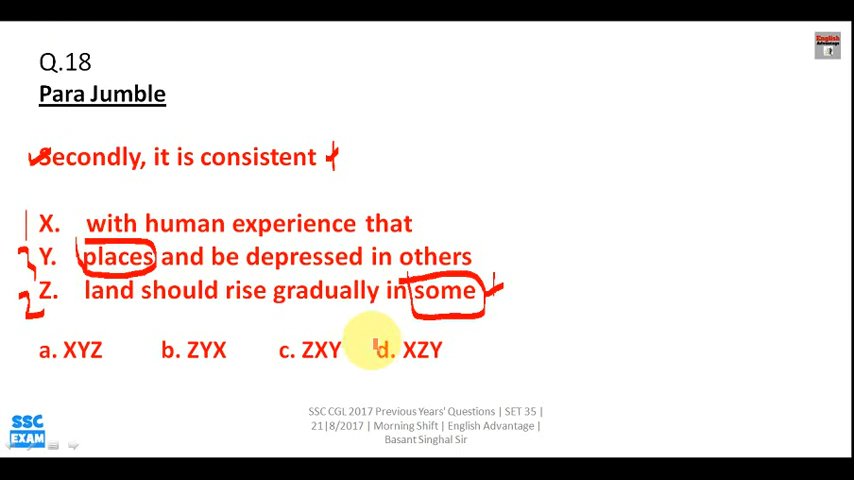 English
Advantage
Q.18
Para Jumble
Secondly, it is consistent
X. with human experience that
Y. places and be depressed in others
Z. land should rise gradually in some
a. XYZ b. ZYX c. ZXY d. XZY
SSC CGL 2017 Previous Years' Questions | SET 35 |
21|8/2017 | Morning Shift | English Advantage |
Basant Singhal Sir
SSC
EXAM